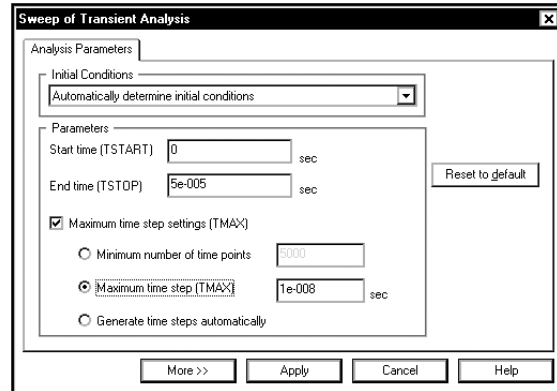 Sweep of Transient Analysis
Analysis Parameters
Initial Conditions
Automatically determine initial conditions
Parameters
Start time (TSTART) 0 sec
End time (TSTOP) 5e-005 sec
Reset to default
Maximum time step settings (TMAX)
Minimum number of time points 5000
Maximum time step (TMAX) 1e-008 sec
Generate time steps automatically
More >> Apply Cancel Help